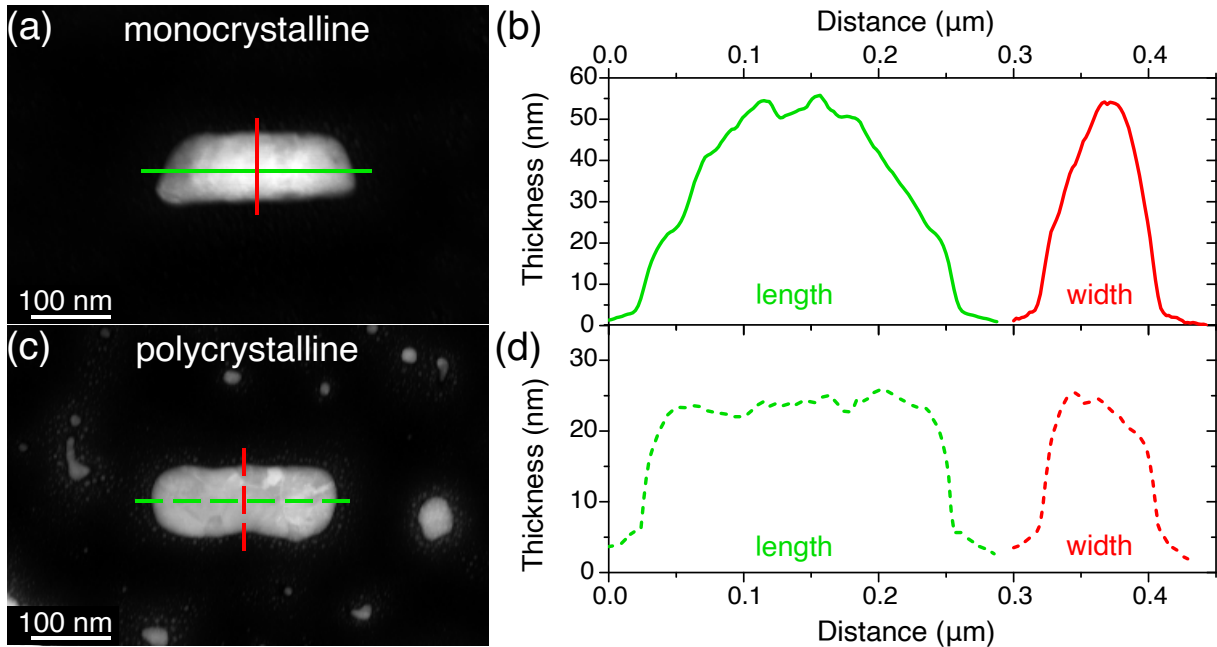 (a) monocrystalline
100 nm
(b)
Distance (μm)
0.0 0.1 0.2 0.3 0.4
Thickness (nm)
60
50
40
30
20
10
0
length
width
(c) polycrystalline
100 nm
(d)
Thickness (nm)
30
20
10
0
length
width
0.0 0.1 0.2 0.3 0.4
Distance (μm)